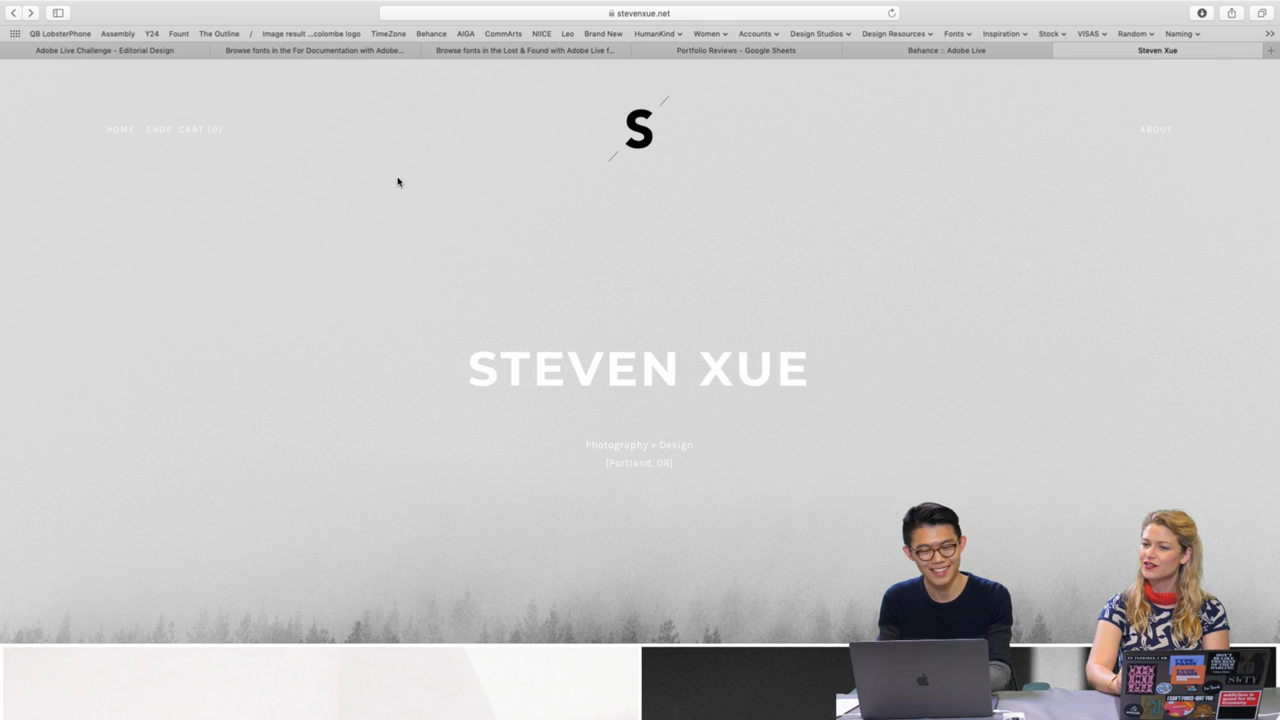 stevenxue.net
QB LobsterPhone Assembly Y24 Fount The Outline / Image result ...colombe logo TimeZone Behance AIGA CommArts NIICE Leo Brand New HumanKind Women Accounts Design Studios Design Resources Fonts Inspiration Stock VISAS Random Naming
Adobe Live Challenge - Editorial Design Browse fonts in the For Documentation with Adobe... Browse fonts in the Lost & Found with Adobe Live f... Portfolio Reviews - Google Sheets Behance :: Adobe Live Steven Xue
S
HOME SHOP CART (0) ABOUT
STEVEN XUE
Photography + Design
[Portland, OR]